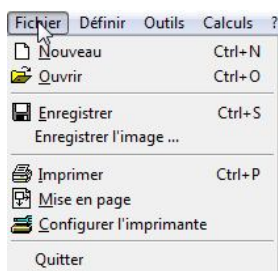 Fichier Définir Outils Calculs ?
Nouveau Ctrl+N
Ouvrir Ctrl+O
Enregistrer Ctrl+S
Enregistrer l'image ...
Imprimer Ctrl+P
Mise en page
Configurer l'imprimante
Quitter